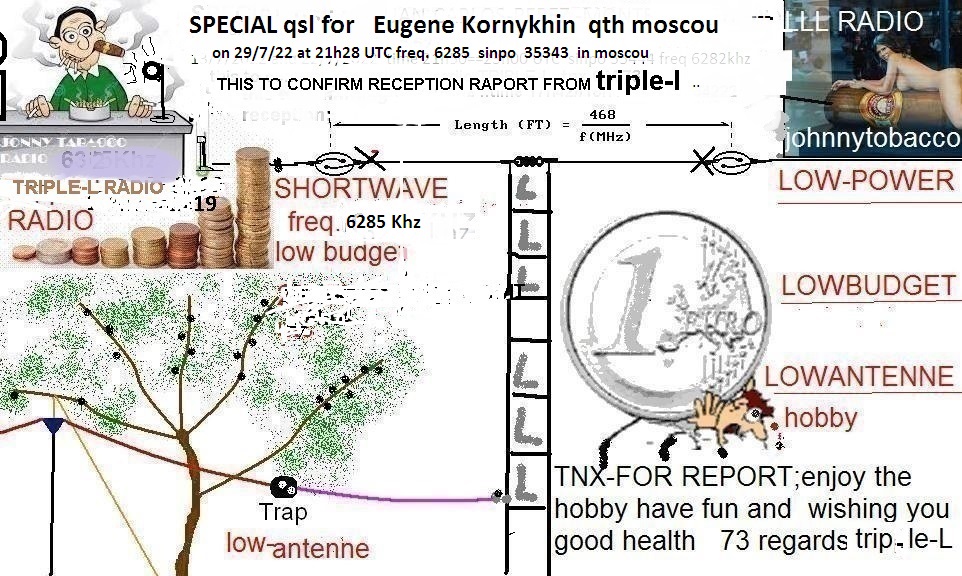 SPECIAL qsl for Eugene Kornykhin qth moscou
on 29/7/22 at 21h28 UTC freq. 6285 sinpo 35343 in moscou
freq 6282khz
THIS TO CONFIRM RECEPTION RAPORT FROM triple-l ..
LLL RADIO
johnnytobacco
Length (FT) = 468
f(MHz)
JONNY TABACCO
RADIO
TRIPLE-L RADIO
19
RADIO
SHORTWAVE
freq. 6285 Khz
low budget
L
L
L
L
L
L
1
LOW-POWER
LOWBUDGET
LOWANTENNE
hobby
Trap
low-antenne
TNX-FOR REPORT;enjoy the
hobby have fun and wishing you
good health 73 regards trip-le-L